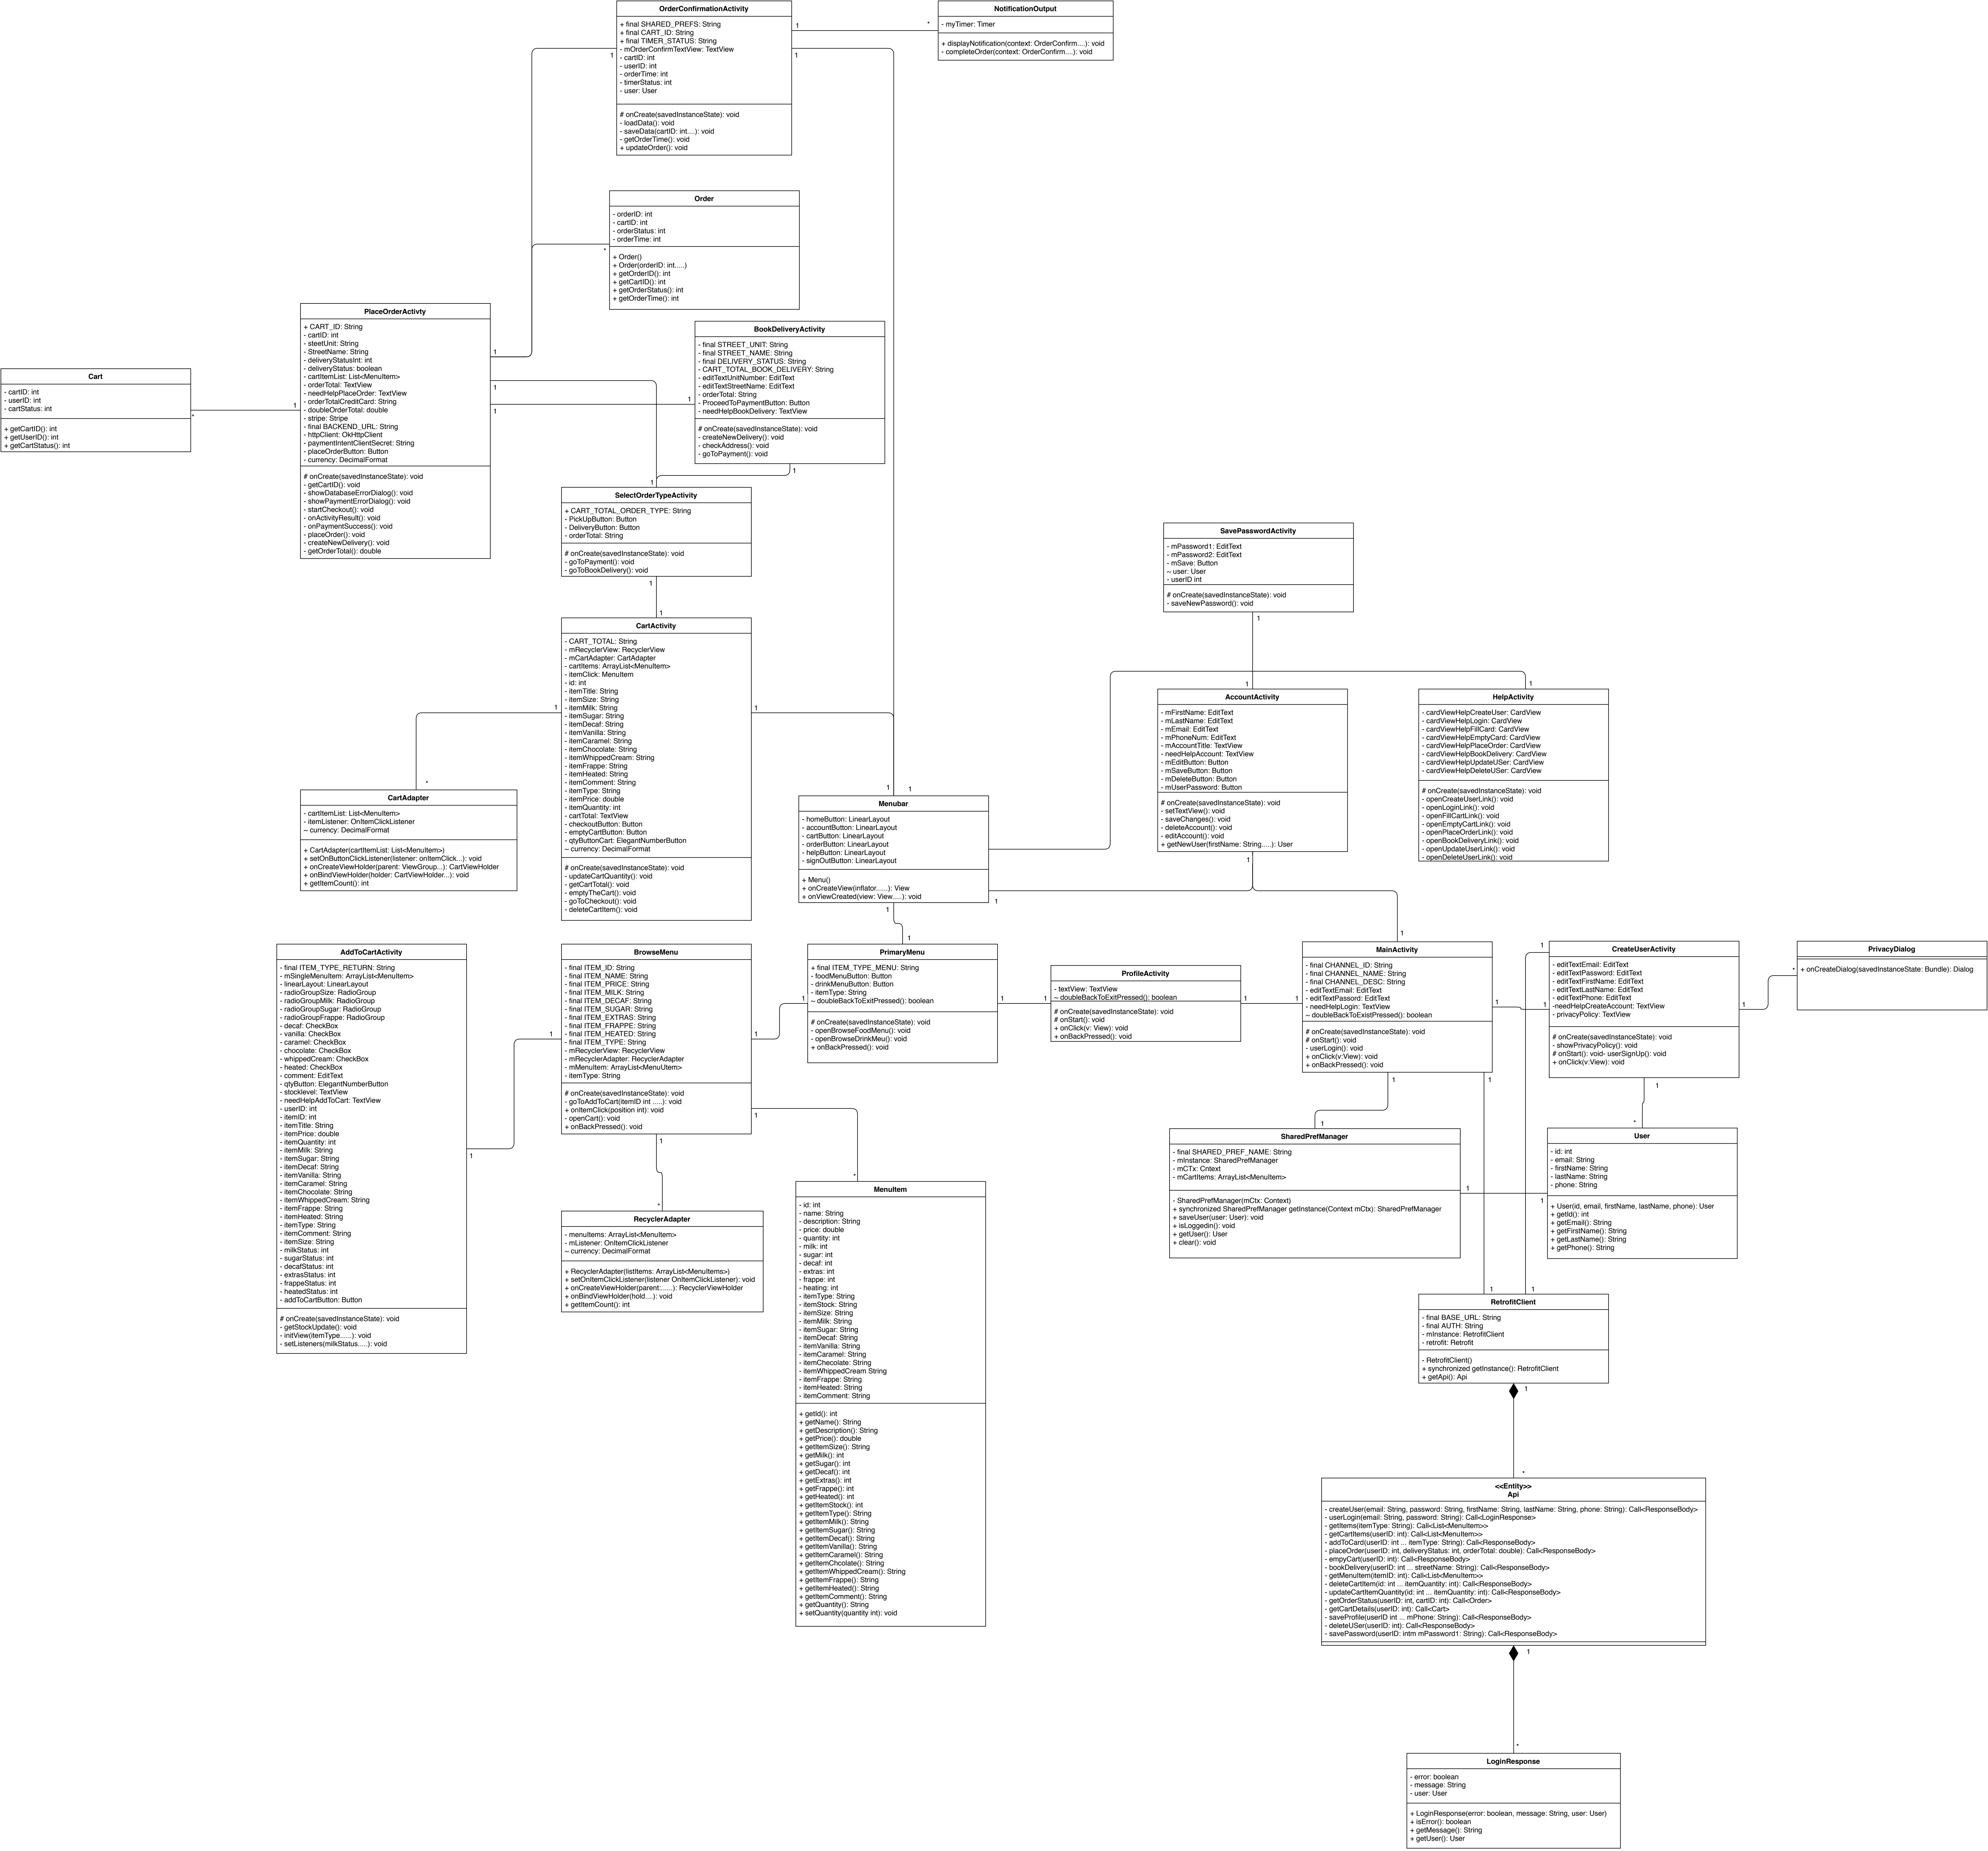 OrderConfirmationActivity
+ final SHARED_PREFS: String
+ final CART_ID: String
+ final TIMER_STATUS: String
- mOrderConfirmTextView: TextView
- cartID: int
- userID: int
- orderTime: int
- timerStatus: int
- user: User
# onCreate(savedInstanceState): void
- loadData(): void
- saveData(cartID: int....): void
- getOrderTime(): void
+ updateOrder(): void
1
*
1
1
NotificationOutput
- myTimer: Timer
+ displayNotification(context: OrderConfirm....): void
- completeOrder(context: OrderConfirm....): void
Order
- orderID: int
- cartID: int
- orderStatus: int
- orderTime: int
+ Order()
+ Order(orderID: int.....)
+ getOrderID(): int
+ getCartID(): int
+ getOrderStatus(): int
+ getOrderTime(): int
*
PlaceOrderActivty
+ CART_ID: String
- cartID: int
- steetUnit: String
- StreetName: String
- deliveryStatusInt: int
- deliveryStatus: boolean
- cartItemList: List<MenuItem>
- orderTotal: TextView
- needHelpPlaceOrder: TextView
- orderTotalCreditCard: String
- doubleOrderTotal: double
- stripe: Stripe
- final BACKEND_URL: String
- httpClient: OkHttpClient
- paymentIntentClientSecret: String
- placeOrderButton: Button
- currency: DecimalFormat
# onCreate(savedInstanceState): void
- getCartID(): void
- showDatabaseErrorDialog(): void
- showPaymentErrorDialog(): void
- startCheckout(): void
- onActivityResult(): void
- onPaymentSuccess(): void
- placeOrder(): void
- createNewDelivery(): void
- getOrderTotal(): double
1
1
1
1
Cart
- cartID: int
- userID: int
- cartStatus: int
+ getCartID(): int
+ getUserID(): int
+ getCartStatus(): int
*
BookDeliveryActivity
- final STREET_UNIT: String
- final STREET_NAME: String
- final DELIVERY_STATUS: String
- CART_TOTAL_BOOK_DELIVERY: String
- editTextUnitNumber: EditText
- editTextStreetName: EditText
- orderTotal: String
- ProceedToPaymentButton: Button
- needHelpBookDelivery: TextView
# onCreate(savedInstanceState): void
- createNewDelivery(): void
- checkAddress(): void
- goToPayment(): void
1
1
1
SelectOrderTypeActivity
+ CART_TOTAL_ORDER_TYPE: String
- PickUpButton: Button
- DeliveryButton: Button
- orderTotal: String
# onCreate(savedInstanceState): void
- goToPayment(): void
- goToBookDelivery(): void
1
1
CartActivity
- CART_TOTAL: String
- mRecyclerView: RecyclerView
- mCartAdapter: CartAdapter
- cartItems: ArrayList<MenuItem>
- itemClick: MenuItem
- id: int
- itemTitle: String
- itemSize: String
- itemMilk: String
- itemSugar: String
- itemDecaf: String
- itemVanilla: String
- itemCaramel: String
- itemChocolate: String
- itemWhippedCream: String
- itemFrappe: String
- itemHeated: String
- itemComment: String
- itemType: String
- itemPrice: double
- itemQuantity: int
- cartTotal: TextView
- checkoutButton: Button
- emptyCartButton: Button
- qtyButtonCart: ElegantNumberButton
~ currency: DecimalFormat
# onCreate(savedInstanceState): void
- updateCartQuantity(): void
- getCartTotal(): void
- emptyTheCart(): void
- goToCheckout(): void
- deleteCartItem(): void
1
1
*
CartAdapter
- cartItemList: List<MenuItem>
- itemListener: OnItemClickListener
~ currency: DecimalFormat
+ CartAdapter(cartItemList: List<MenuItem>)
+ setOnButtonClickListener(listener: onItemClick...): void
+ onCreateViewHolder(parent: ViewGroup...): CartViewHolder
+ onBindViewHolder(holder: CartViewHolder...): void
+ getItemCount(): int
1
1
Menubar
- homeButton: LinearLayout
- accountButton: LinearLayout
- cartButton: LinearLayout
- orderButton: LinearLayout
- helpButton: LinearLayout
- signOutButton: LinearLayout
+ Menu()
+ onCreateView(inflator......): View
+ onViewCreated(view: View.....): void
1
1
1
SavePasswordActivity
- mPassword1: EditText
- mPassword2: EditText
- mSave: Button
~ user: User
- userID int
# onCreate(savedInstanceState): void
- saveNewPassword(): void
1
1
1
AccountActivity
- mFirstName: EditText
- mLastName: EditText
- mEmail: EditText
- mPhoneNum: EditText
- mAccountTitle: TextView
- needHelpAccount: TextView
- mEditButton: Button
- mSaveButton: Button
- mDeleteButton: Button
- mUserPassword: Button
# onCreate(savedInstanceState): void
- setTextView(): void
- saveChanges(): void
- deleteAccount(): void
- editAccount(): void
+ getNewUser(firstName: String.....): User
1
1
HelpActivity
- cardViewHelpCreateUser: CardView
- cardViewHelpLogin: CardView
- cardViewHelpFillCard: CardView
- cardViewHelpEmptyCard: CardView
- cardViewHelpPlaceOrder: CardView
- cardViewHelpBookDelivery: CardView
- cardViewHelpUpdateUSer: CardView
- cardViewHelpDeleteUSer: CardView
# onCreate(savedInstanceState): void
- openCreateUserLink(): void
- openLoginLink(): void
- openFillCartLink(): void
- openEmptyCartLink(): void
- openPlaceOrderLink(): void
- openBookDeliveryLink(): void
- openUpdateUserLink(): void
- openDeleteUserLink(): void
AddToCartActivity
- final ITEM_TYPE_RETURN: String
- mSingleMenuItem: ArrayList<MenuItem>
- linearLayout: LinearLayout
- radioGroupSize: RadioGroup
- radioGroupMilk: RadioGroup
- radioGroupSugar: RadioGroup
- radioGroupFrappe: RadioGroup
- decaf: CheckBox
- vanilla: CheckBox
- caramel: CheckBox
- chocolate: CheckBox
- whippedCream: CheckBox
- heated: CheckBox
- comment: EditText
- qtyButton: ElegantNumberButton
- stocklevel: TextView
- needHelpAddToCart: TextView
- userID: int
- itemID: int
- itemTitle: String
- itemPrice: double
- itemQuantity: int
- itemMilk: String
- itemSugar: String
- itemDecaf: String
- itemVanilla: String
- itemCaramel: String
- itemChocolate: String
- itemWhippedCream: String
- itemFrappe: String
- itemHeated: String
- itemType: String
- itemComment: String
- itemSize: String
- milkStatus: int
- sugarStatus: int
- decafStatus: int
- extrasStatus: int
- frappeStatus: int
- heatedStatus: int
- addToCartButton: Button
# onCreate(savedInstanceState): void
- getStockUpdate(): void
- initView(itemType......): void
- setListeners(milkStatus.....): void
1
1
BrowseMenu
- final ITEM_ID: String
- final ITEM_NAME: String
- final ITEM_PRICE: String
- final ITEM_MILK: String
- final ITEM_DECAF: String
- final ITEM_SUGAR: String
- final ITEM_EXTRAS: String
- final ITEM_FRAPPE: String
- final ITEM_HEATED: String
- final ITEM_TYPE: String
- mRecyclerView: RecyclerView
- mRecyclerAdapter: RecyclerAdapter
- mMenuItem: ArrayList<MenuUtem>
- itemType: String
# onCreate(savedInstanceState): void
- goToAddToCart(itemID int .....): void
+ onItemClick(position int): void
- openCart(): void
+ onBackPressed(): void
1
1
1
*
*
RecyclerAdapter
- menuItems: ArrayList<MenuItem>
- mListener: OnItemClickListener
~ currency: DecimalFormat
+ RecyclerAdapter(listItems: ArrayList<MenuItems>)
+ setOnItemClickListener(listener OnItemClickListener): void
+ onCreateViewHolder(parent:......): RecyclerViewHolder
+ onBindViewHolder(hold....): void
+ getItemCount(): int
1
1
1
PrimaryMenu
+ final ITEM_TYPE_MENU: String
- foodMenuButton: Button
- drinkMenuButton: Button
- itemType: String
~ doubleBackToExitPressed(): boolean
# onCreate(savedInstanceState): void
- openBrowseFoodMenu(): void
- openBrowseDrinkMeu(): void
+ onBackPressed(): void
1
1
ProfileActivity
- textView: TextView
~ doubleBackToExitPressed(); boolean
# onCreate(savedInstanceState): void
# onStart(): void
+ onClick(v: View): void
+ onBackPressed(): void
1
1
MainActivity
- final CHANNEL_ID: String
- final CHANNEL_NAME: String
- final CHANNEL_DESC: String
- editTextEmail: EditText
- editTextPassord: EditText
- needHelpLogin: TextView
~ doubleBackToExistPressed(): boolean
# onCreate(savedInstanceState): void
# onStart(): void
- userLogin(): void
+ onClick(v:View): void
+ onBackPressed(): void
1
1
1
1
1
CreateUserActivity
- editTextEmail: EditText
- editTextPassword: EditText
- editTextFirstName: EditText
- editTextLastName: EditText
- editTextPhone: EditText
-needHelpCreateAccount: TextView
- privacyPolicy: TextView
# onCreate(savedInstanceState): void
- showPrivacyPolicy(): void
# onStart(): void- userSignUp(): void
+ onClick(v:View): void
1
*
1
*
PrivacyDialog
+ onCreateDialog(savedInstanceState: Bundle): Dialog
MenuItem
- id: int
- name: String
- description: String
- price: double
- quantity: int
- milk: int
- sugar: int
- decaf: int
- extras: int
- frappe: int
- heating: int
- itemType: String
- itemStock: String
- itemSize: String
- itemMilk: String
- itemSugar: String
- itemDecaf: String
- itemVanilla: String
- itemCaramel: String
- itemChecolate: String
- itemWhippedCream String
- itemFrappe: String
- itemHeated: String
- itemComment: String
+ getId(): int
+ getName(): String
+ getDescription(): String
+ getPrice(): double
+ getItemSize(): String
+ getMilk(): int
+ getSugar(): int
+ getDecaf(): int
+ getExtras(): int
+ getFrappe(): int
+ getHeated(): int
+ getItemStock(): int
+ getItemType(): String
+ getItemMilk(): String
+ getItemSugar(): String
+ getItemDecaf(): String
+ getItemVanilla(): String
+ getItemCaramel(): String
+ getItemChcolate(): String
+ getItemWhippedCream(): String
+ getItemFrappe(): String
+ getItemHeated(): String
+ getItemComment(): String
+ getQuantity(): String
+ setQuantity(quantity int): void
1
SharedPrefManager
- final SHARED_PREF_NAME: String
- mInstance: SharedPrefManager
- mCTx: Cntext
- mCartItems: ArrayList<MenuItem>
- SharedPrefManager(mCtx: Context)
+ synchronized SharedPrefManager getInstance(Context mCtx): SharedPrefManager
+ saveUser(user: User): void
+ isLoggedin(): void
+ getUser(): User
+ clear(): void
1
1
User
- id: int
- email: String
- firstName: String
- lastName: String
- phone: String
+ User(id, email, firstName, lastName, phone): User
+ getId(): int
+ getEmail(): String
+ getFirstName(): String
+ getLastName(): String
+ getPhone(): String
1
1
RetrofitClient
- final BASE_URL: String
- final AUTH: String
- mInstance: RetrofitClient
- retrofit: Retrofit
- RetrofitClient()
+ synchronized getInstance(): RetrofitClient
+ getApi(): Api
1
*
<<Entity>>
Api
- createUser(email: String, password: String, firstName: String, lastName: String, phone: String): Call<ResponseBody>
- userLogin(email: String, password: String): Call<LoginResponse>
- getItems(itemType: String): Call<List<MenuItem>>
- getCartItems(userID: int): Call<List<MenuItem>>
- addToCard(userID: int ... itemType: String): Call<ResponseBody>
- placeOrder(userID: int, deliveryStatus: int, orderTotal: double): Call<ResponseBody>
- empyCart(userID: int): Call<ResponseBody>
- bookDelivery(userID: int ... streetName: String): Call<ResponseBody>
- getMenuItem(itemID: int): Call<List<MenuItem>>
- deleteCartItem(id: int ... itemQuantity: int): Call<ResponseBody>
- updateCartItemQuantity(id: int ... itemQuantity: int): Call<ResponseBody>
- getOrderStatus(userID: int, cartID: int): Call<Order>
- getCartDetails(userID: int): Call<Cart>
- saveProfile(userID int ... mPhone: String): Call<ResponseBody>
- deleteUSer(userID: int): Call<ResponseBody>
- savePassword(userID: intm mPassword1: String): Call<ResponseBody>
1
*
LoginResponse
- error: boolean
- message: String
- user: User
+ LoginResponse(error: boolean, message: String, user: User)
+ isError(): boolean
+ getMessage(): String
+ getUser(): User